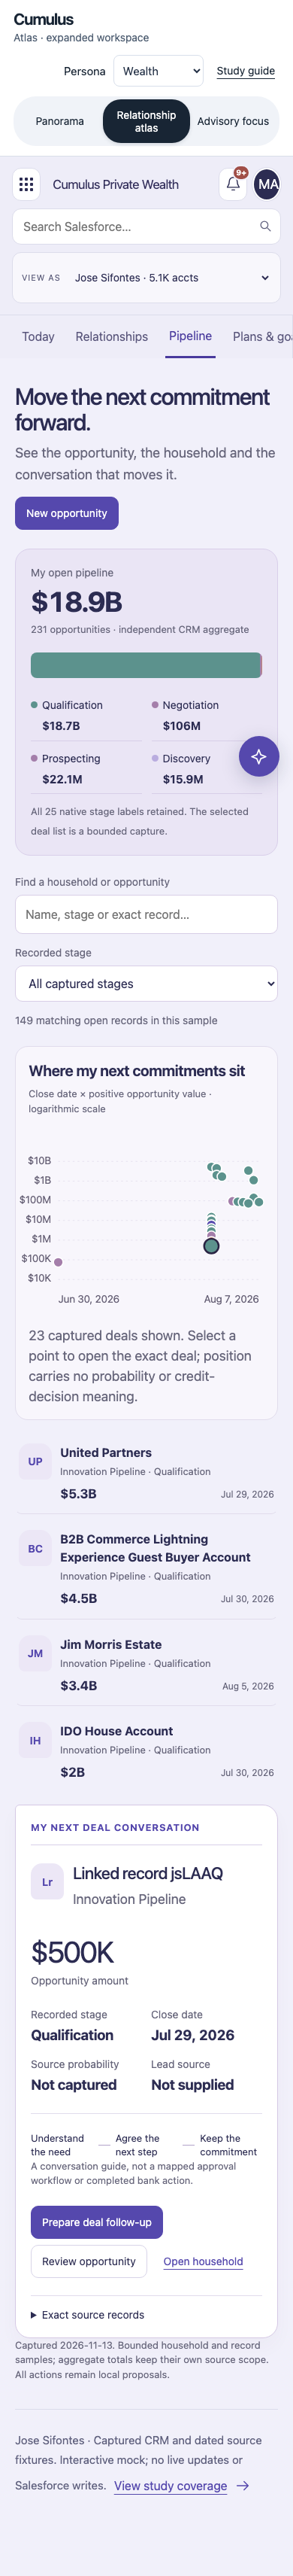 Cumulus
Atlas · expanded workspace
Persona Wealth Study guide
Panorama Relationship atlas Advisory focus
Cumulus Private Wealth 9+ MA
Search Salesforce...
VIEW AS Jose Sifontes · 5.1K accts
Today Relationships Pipeline Plans & goa
Move the next commitment
forward.
See the opportunity, the household and the
conversation that moves it.
New opportunity
My open pipeline
$18.9B
231 opportunities · independent CRM aggregate
Qualification Negotiation
$18.7B $106M
Prospecting Discovery
$22.1M $15.9M
All 25 native stage labels retained. The selected
deal list is a bounded capture.
Find a household or opportunity
Name, stage or exact record...
Recorded stage
All captured stages
149 matching open records in this sample
Where my next commitments sit
Close date × positive opportunity value ·
logarithmic scale
$10B
$1B
$100M
$10M
$1M
$100K
$10K
Jun 30, 2026 Aug 7, 2026
23 captured deals shown. Select a
point to open the exact deal; position
carries no probability or credit-
decision meaning.
UP United Partners
Innovation Pipeline · Qualification
$5.3B Jul 29, 2026
BC B2B Commerce Lightning
Experience Guest Buyer Account
Innovation Pipeline · Qualification
$4.5B Jul 30, 2026
JM Jim Morris Estate
Innovation Pipeline · Qualification
$3.4B Aug 5, 2026
IH IDO House Account
Innovation Pipeline · Qualification
$2B Jul 30, 2026
MY NEXT DEAL CONVERSATION
Lr Linked record jsLAAQ
Innovation Pipeline
$500K
Opportunity amount
Recorded stage Close date
Qualification Jul 29, 2026
Source probability Lead source
Not captured Not supplied
Understand the need — Agree the next step — Keep the commitment
A conversation guide, not a mapped approval
workflow or completed bank action.
Prepare deal follow-up
Review opportunity Open household
Exact source records
Captured 2026-11-13. Bounded household and record
samples; aggregate totals keep their own source scope.
All actions remain local proposals.
Jose Sifontes · Captured CRM and dated source
fixtures. Interactive mock; no live updates or
Salesforce writes. View study coverage →